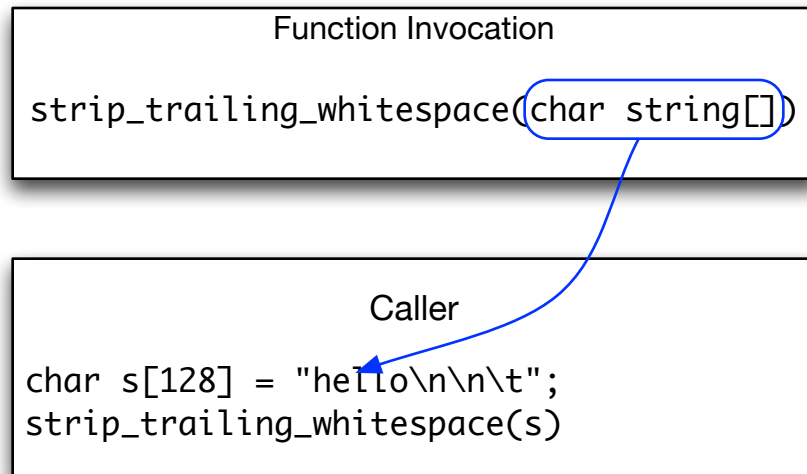 Function Invocation
strip_trailing_whitespace(char string[])
Caller
char s[128] = "hello\n\n\t";
strip_trailing_whitespace(s)